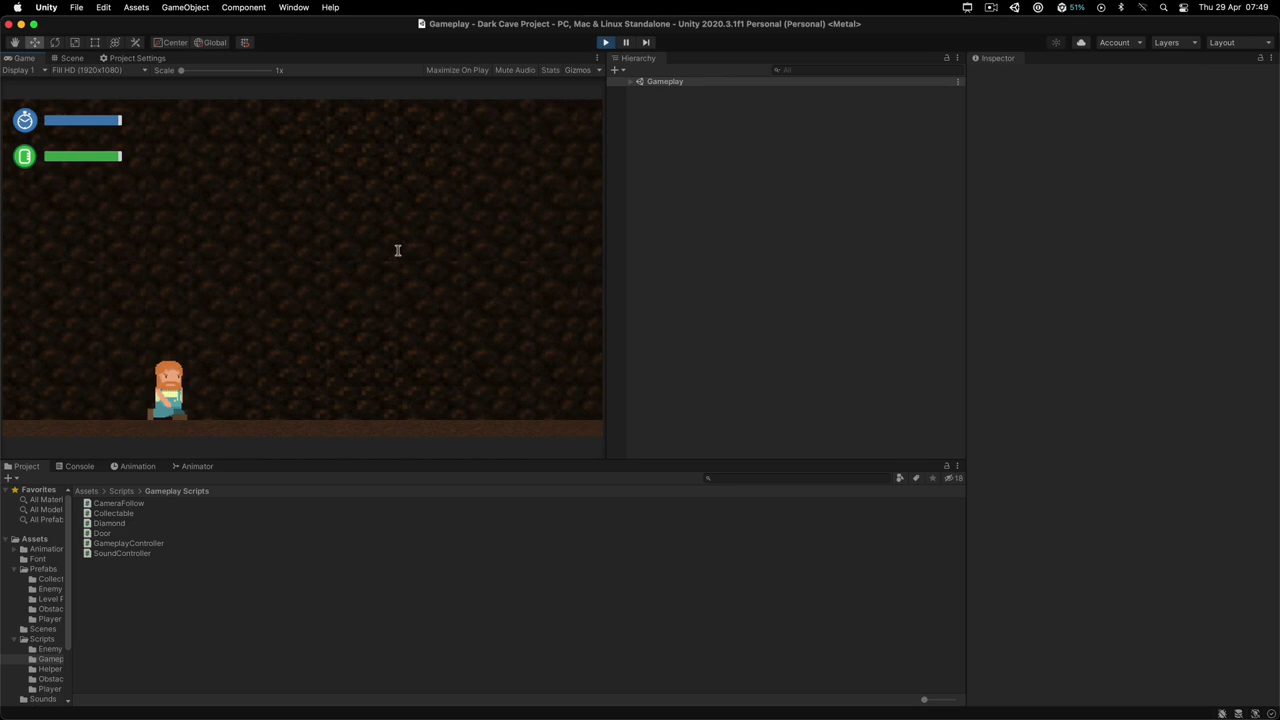 Unity File Edit Assets GameObject Component Window Help 51% Thu 29 Apr 07:49
Gameplay - Dark Cave Project - PC, Mac & Linux Standalone - Unity 2020.3.1f1 Personal (Personal) <Metal>
Center Global Account Layers Layout
Game Scene Project Settings Hierarchy Inspector
Display 1 Full HD (1920x1080) Scale 1x Maximize On Play Mute Audio Stats Gizmos All
Gameplay
Project Console Animation Animator
18
Favorites Assets > Scripts > Gameplay Scripts
All Materi CameraFollow
All Model Collectable
All Prefab Diamond
Door
Assets GameplayController
Animation SoundController
Font
Prefabs
Collect
Enemy
Level P
Obstac
Player
Scenes
Scripts
Enemy
Gamep
Helper
Obstac
Player
Sounds